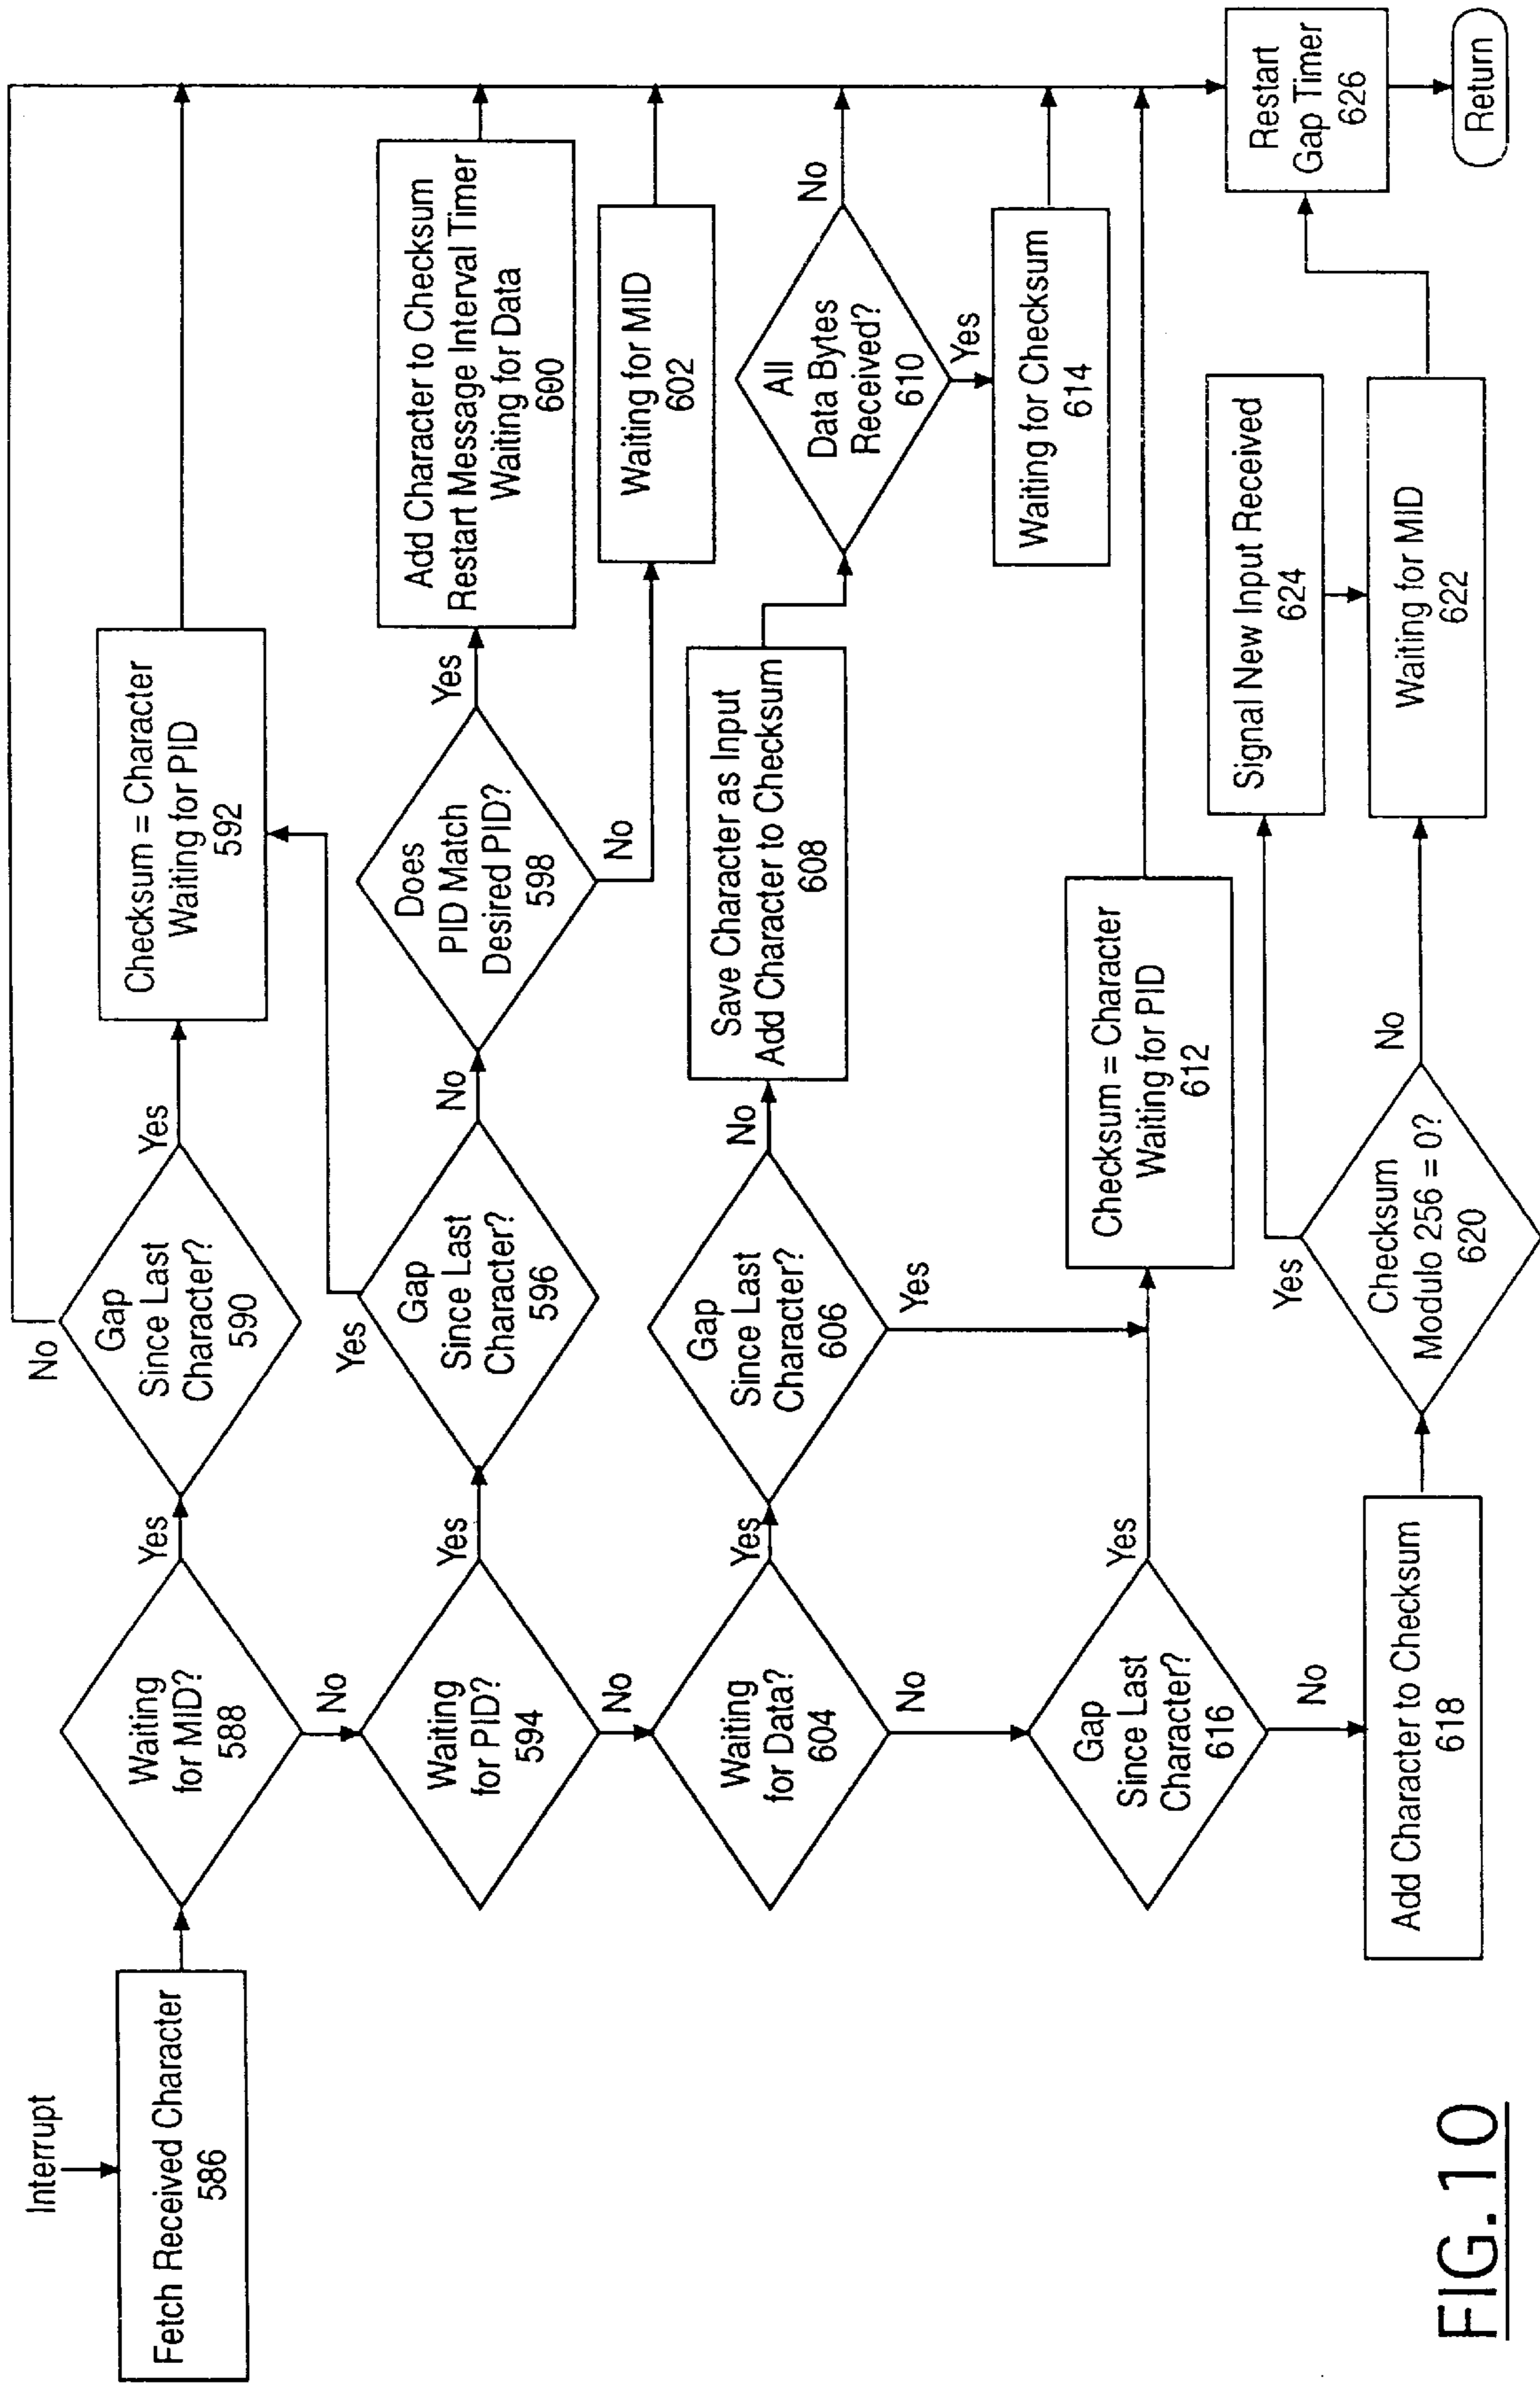 Interrupt
Fetch Received Character
586
Waiting
for MID?
588
Yes
No
Gap
Since Last
Character?
590
No
Yes
Checksum = Character
Waiting for PID
592
Waiting
for PID?
594
Yes
No
Gap
Since Last
Character?
596
Yes
No
Does
PID Match
Desired PID?
598
Yes
No
Add Character to Checksum
Restart Message Interval Timer
Waiting for Data
600
Waiting for MID
602
Waiting
for Data?
604
Yes
No
Gap
Since Last
Character?
606
No
Yes
Save Character as Input
Add Character to Checksum
608
All
Data Bytes
Received?
610
No
Yes
Waiting for Checksum
614
Gap
Since Last
Character?
616
Yes
No
Checksum = Character
Waiting for PID
612
Add Character to Checksum
618
Checksum
Modulo 256 = 0?
620
Yes
No
Signal New Input Received
624
Waiting for MID
622
Restart
Gap Timer
626
Return
FIG. 10